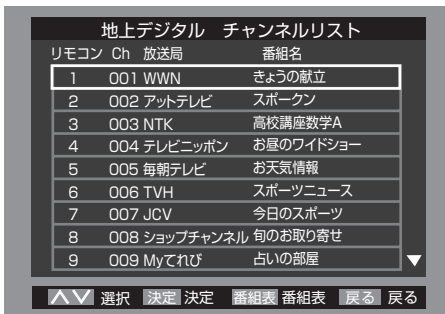 地上デジタル チャンネルリスト
リモコン Ch 放送局 番組名
1 001 WWN きょうの献立
2 002 アットテレビ スポークン
3 003 NTK 高校講座数学A
4 004 テレビニッポン お昼のワイドショー
5 005 毎朝テレビ お天気情報
6 006 TVH スポーツニュース
7 007 JCV 今日のスポーツ
8 008 ショップチャンネル 旬のお取り寄せ
9 009 Myてれび 占いの部屋
選択 決定 決定 番組表 番組表 戻る 戻る